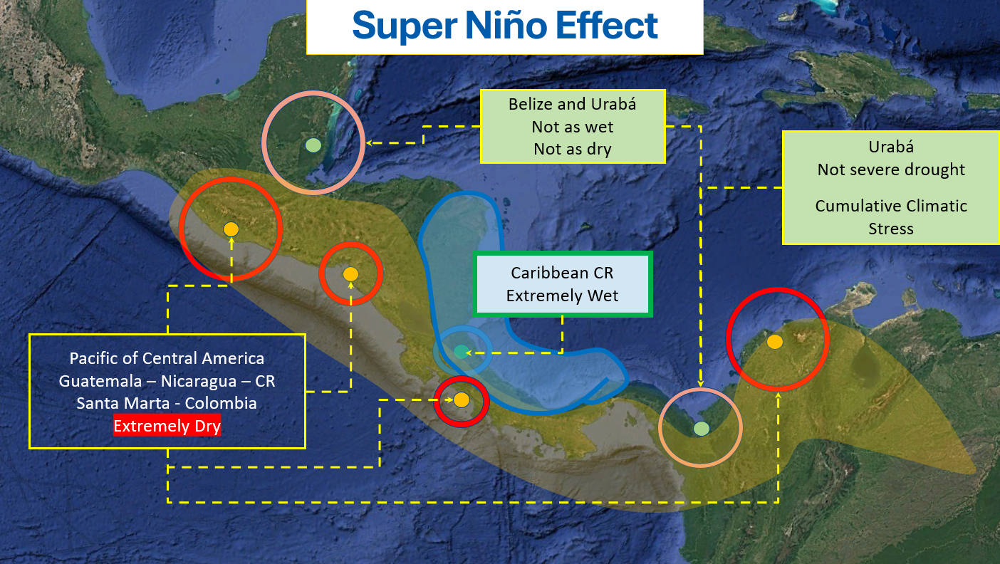 Super Niño Effect
Belize and Urabá
Not as wet
Not as dry
Urabá
Not severe drought
Cumulative Climatic
Stress
Caribbean CR
Extremely Wet
Pacific of Central America
Guatemala – Nicaragua – CR
Santa Marta - Colombia
Extremely Dry